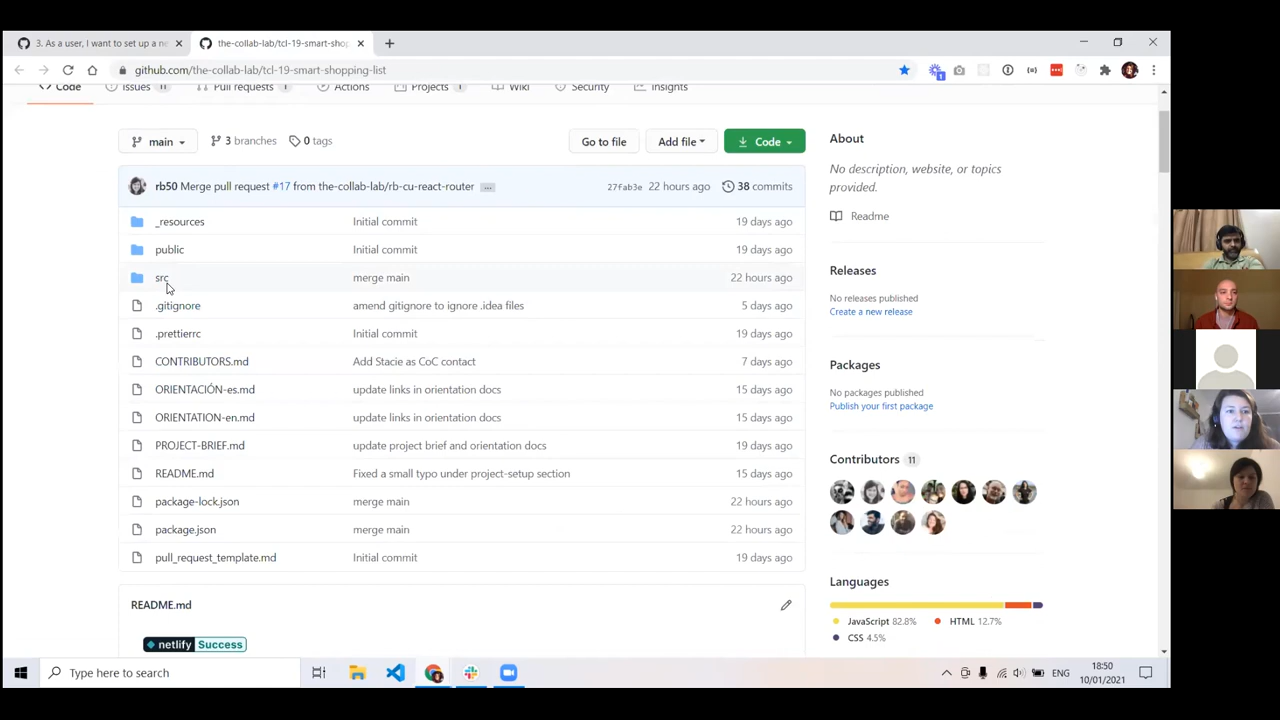 3. As a user, I want to set up a ne
the-collab-lab/tcl-19-smart-shop
github.com/the-collab-lab/tcl-19-smart-shopping-list
Code
Issues 11
Pull requests 1
Actions
Projects 1
Wiki
Security
Insights
main
3 branches
0 tags
Go to file
Add file
Code
rb50 Merge pull request #17 from the-collab-lab/rb-cu-react-router ...
27fab3e 22 hours ago
38 commits
_resources Initial commit 19 days ago
public Initial commit 19 days ago
src merge main 22 hours ago
.gitignore amend gitignore to ignore .idea files 5 days ago
.prettierrc Initial commit 19 days ago
CONTRIBUTORS.md Add Stacie as CoC contact 7 days ago
ORIENTACIÓN-es.md update links in orientation docs 15 days ago
ORIENTATION-en.md update links in orientation docs 15 days ago
PROJECT-BRIEF.md update project brief and orientation docs 19 days ago
README.md Fixed a small typo under project-setup section 15 days ago
package-lock.json merge main 22 hours ago
package.json merge main 22 hours ago
pull_request_template.md Initial commit 19 days ago
README.md
netlify Success
About
No description, website, or topics
provided.
Readme
Releases
No releases published
Create a new release
Packages
No packages published
Publish your first package
Contributors 11
Languages
JavaScript 82.8% HTML 12.7%
CSS 4.5%
Type here to search
ENG
18:50
10/01/2021